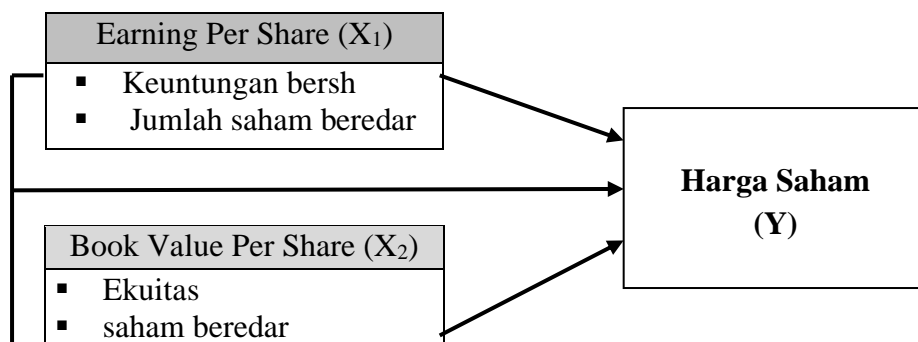 Earning Per Share (X₁)
▪ Keuntungan bersh
▪ Jumlah saham beredar
Harga Saham
(Y)
Book Value Per Share (X₂)
▪ Ekuitas
▪ saham beredar